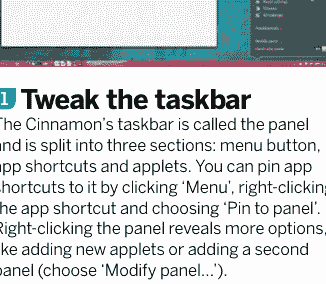 1 Tweak the taskbar
The Cinnamon's taskbar is called the panel
and is split into three sections: menu button,
app shortcuts and applets. You can pin app
shortcuts to it by clicking ‘Menu’, right-clicking
the app shortcut and choosing ‘Pin to panel’.
Right-clicking the panel reveals more options,
like adding new applets or adding a second
panel (choose ‘Modify panel...’).